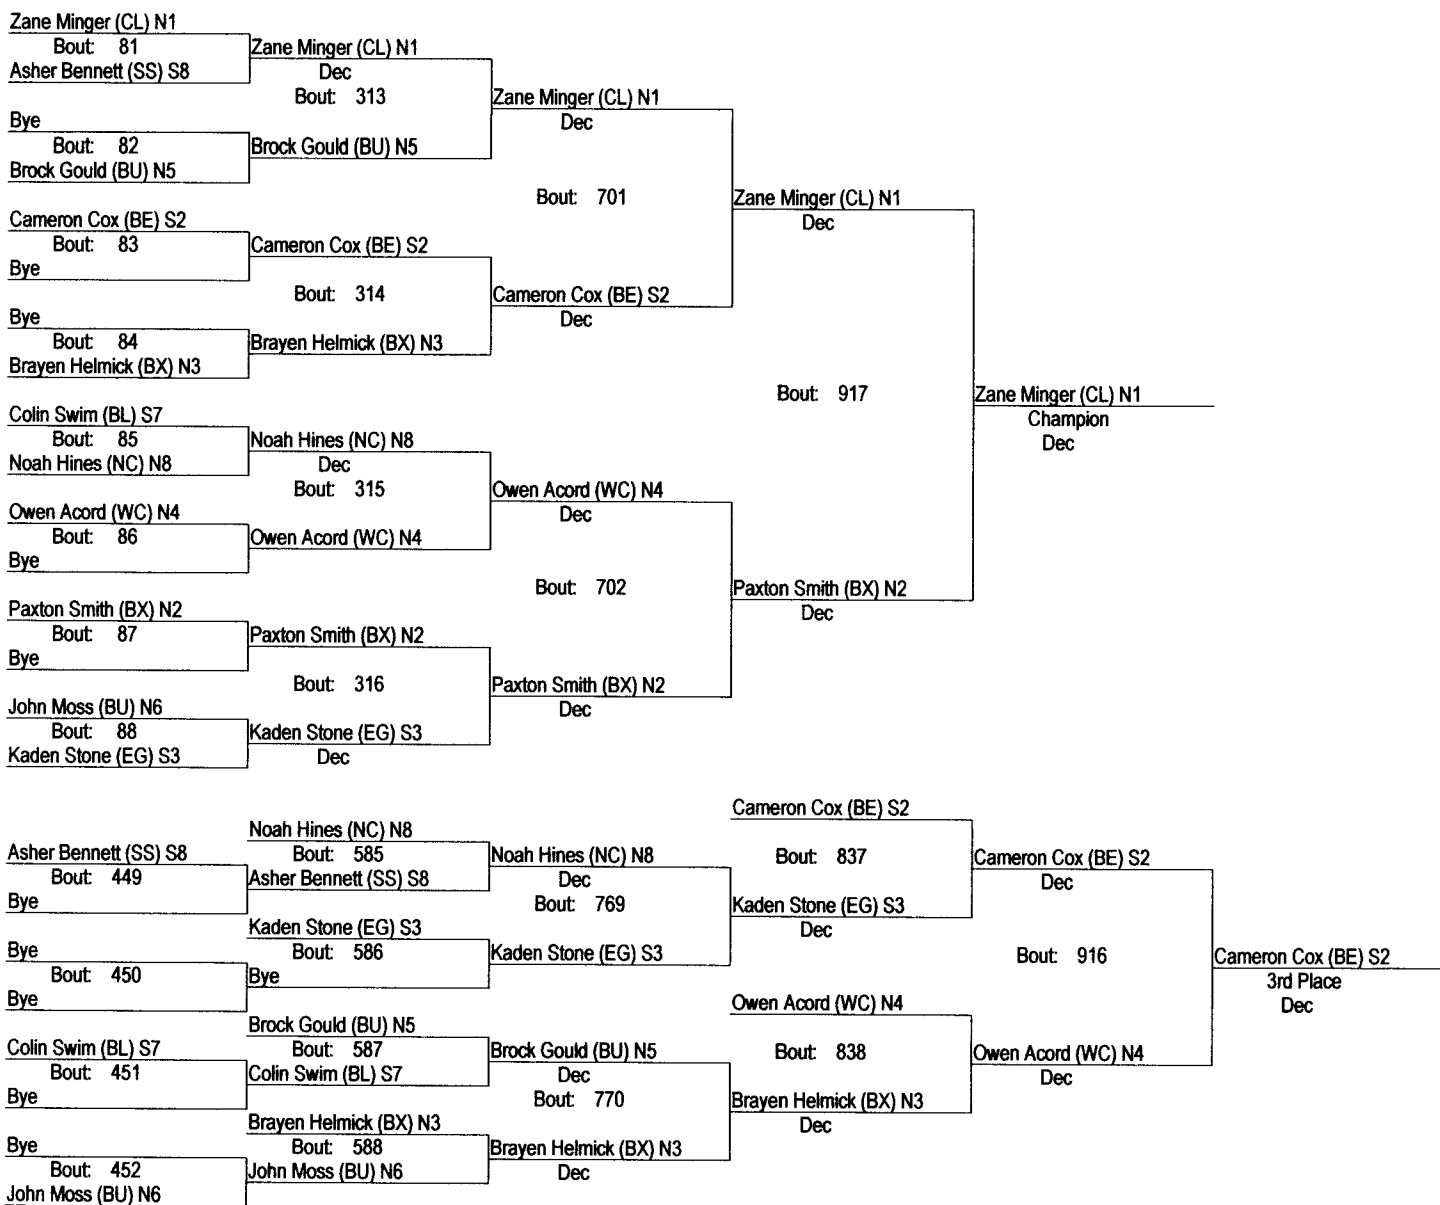 Zane Minger (CL) N1
Bout: 81
Asher Bennett (SS) S8
Zane Minger (CL) N1
Dec
Bout: 313
Bye
Bout: 82
Brock Gould (BU) N5
Brock Gould (BU) N5
Zane Minger (CL) N1
Dec
Bout: 701
Cameron Cox (BE) S2
Bout: 83
Bye
Cameron Cox (BE) S2
Bout: 314
Bye
Bout: 84
Brayen Helmick (BX) N3
Brayen Helmick (BX) N3
Cameron Cox (BE) S2
Dec
Zane Minger (CL) N1
Dec
Bout: 917
Colin Swim (BL) S7
Bout: 85
Noah Hines (NC) N8
Noah Hines (NC) N8
Dec
Bout: 315
Owen Acord (WC) N4
Bout: 86
Bye
Owen Acord (WC) N4
Owen Acord (WC) N4
Dec
Bout: 702
Paxton Smith (BX) N2
Bout: 87
Bye
Paxton Smith (BX) N2
Bout: 316
John Moss (BU) N6
Bout: 88
Kaden Stone (EG) S3
Kaden Stone (EG) S3
Dec
Paxton Smith (BX) N2
Dec
Paxton Smith (BX) N2
Dec
Zane Minger (CL) N1
Champion
Dec
Asher Bennett (SS) S8
Bout: 449
Bye
Noah Hines (NC) N8
Bout: 585
Asher Bennett (SS) S8
Noah Hines (NC) N8
Dec
Bout: 769
Bye
Bout: 450
Bye
Kaden Stone (EG) S3
Bout: 586
Bye
Kaden Stone (EG) S3
Cameron Cox (BE) S2
Bout: 837
Kaden Stone (EG) S3
Dec
Cameron Cox (BE) S2
Dec
Bout: 916
Colin Swim (BL) S7
Bout: 451
Bye
Brock Gould (BU) N5
Bout: 587
Colin Swim (BL) S7
Brock Gould (BU) N5
Dec
Bout: 770
Bye
Bout: 452
John Moss (BU) N6
Brayen Helmick (BX) N3
Bout: 588
John Moss (BU) N6
Brayen Helmick (BX) N3
Dec
Owen Acord (WC) N4
Bout: 838
Brayen Helmick (BX) N3
Dec
Owen Acord (WC) N4
Dec
Cameron Cox (BE) S2
3rd Place
Dec